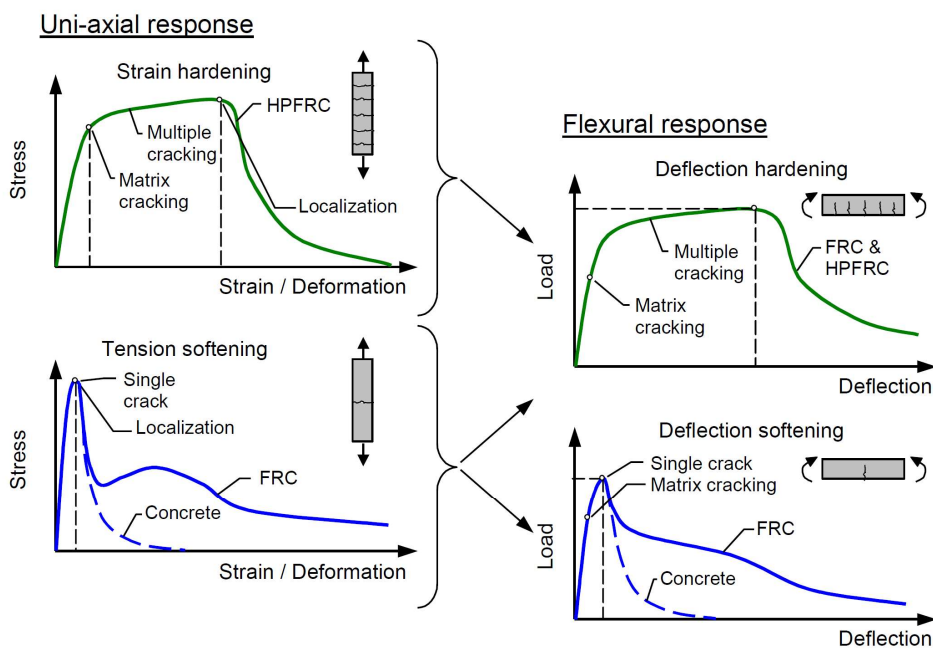 Uni-axial response
Strain hardening
HPFRC
Multiple
cracking
Matrix
cracking
Localization
Stress
Strain / Deformation
Tension softening
Single
crack
Localization
FRC
Concrete
Stress
Strain / Deformation
Flexural response
Deflection hardening
Multiple
cracking
FRC &
HPFRC
Matrix
cracking
Load
Deflection
Deflection softening
Single crack
Matrix cracking
FRC
Concrete
Load
Deflection